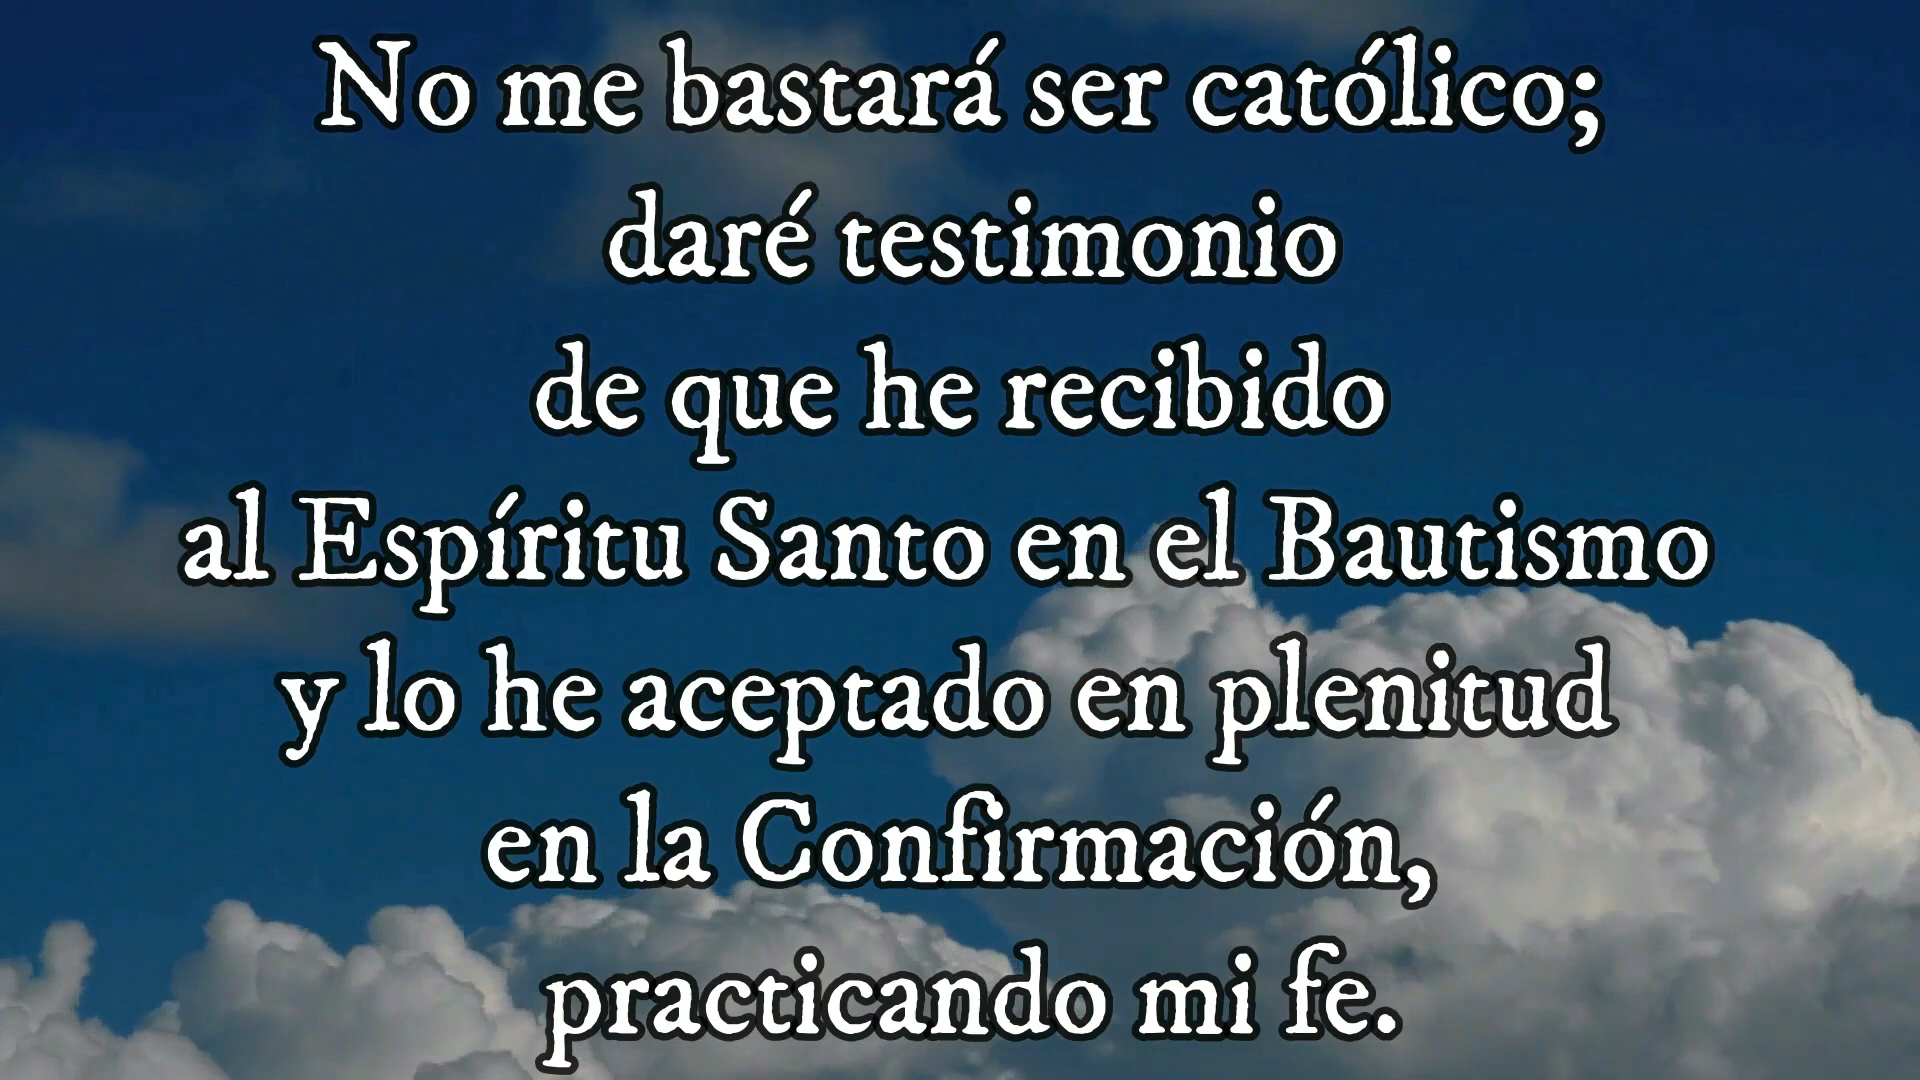 No me bastará ser católico;
daré testimonio
de que he recibido
al Espíritu Santo en el Bautismo
y lo he aceptado en plenitud
en la Confirmación,
practicando mi fe.